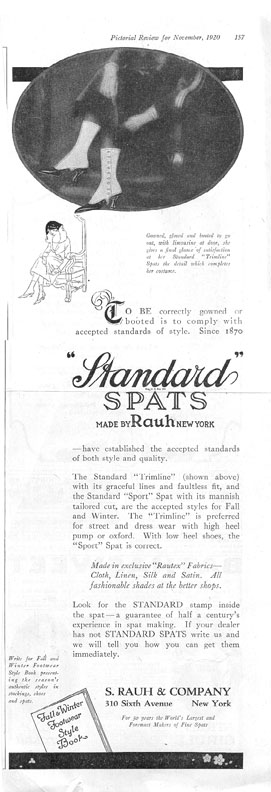 Pictorial Review for November, 1920 157
Gowned, gloved and booted to go
out, with limousine at door, she
gives a final glance of satisfaction
at her Standard "Trimline"
Spats the detail which completes
her costume.
TO BE correctly gowned or
booted is to comply with
accepted standards of style. Since 1870
"Standard"
SPATS
MADE BY Rauh NEW YORK
—have established the accepted standards
of both style and quality.
The Standard "Trimline" (shown above)
with its graceful lines and faultless fit, and
the Standard "Sport" Spat with its mannish
tailored cut, are the accepted styles for Fall
and Winter. The "Trimline" is preferred
for street and dress wear with high heel
pump or oxford. With low heel shoes, the
"Sport" Spat is correct.
Made in exclusive "Rautex" Fabrics—
Cloth, Linen, Silk and Satin. All
fashionable shades at the better shops.
Look for the STANDARD stamp inside
the spat—a guarantee of half a century's
experience in spat making. If your dealer
has not STANDARD SPATS write us and
we will tell you how you can get them
immediately.
Write for Fall and
Winter Footwear
Style Book present-
ing the season's
authentic styles in
stockings, shoes
and spats.
Fall & Winter
Footwear
Style
Book
S. RAUH & COMPANY
310 Sixth Avenue New York
For 50 years the World's Largest and
Foremost Makers of Fine Spats